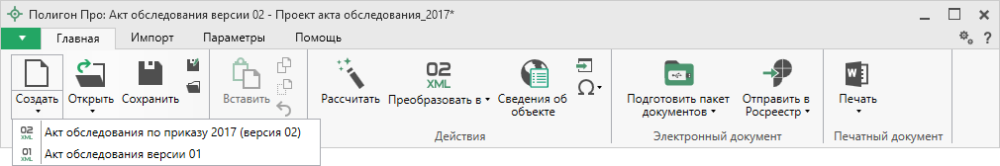 Полигон Про: Акт обследования версии 02 - Проект акта обследования_2017*
Главная Импорт Параметры Помощь
?
Создать Открыть Сохранить Вставить Рассчитать 02 XML Преобразовать в Сведения об объекте Ω Подготовить пакет документов Отправить в Росреестр W Печать
Действия Электронный документ Печатный документ
02 XML Акт обследования по приказу 2017 (версия 02)
01 XML Акт обследования версии 01